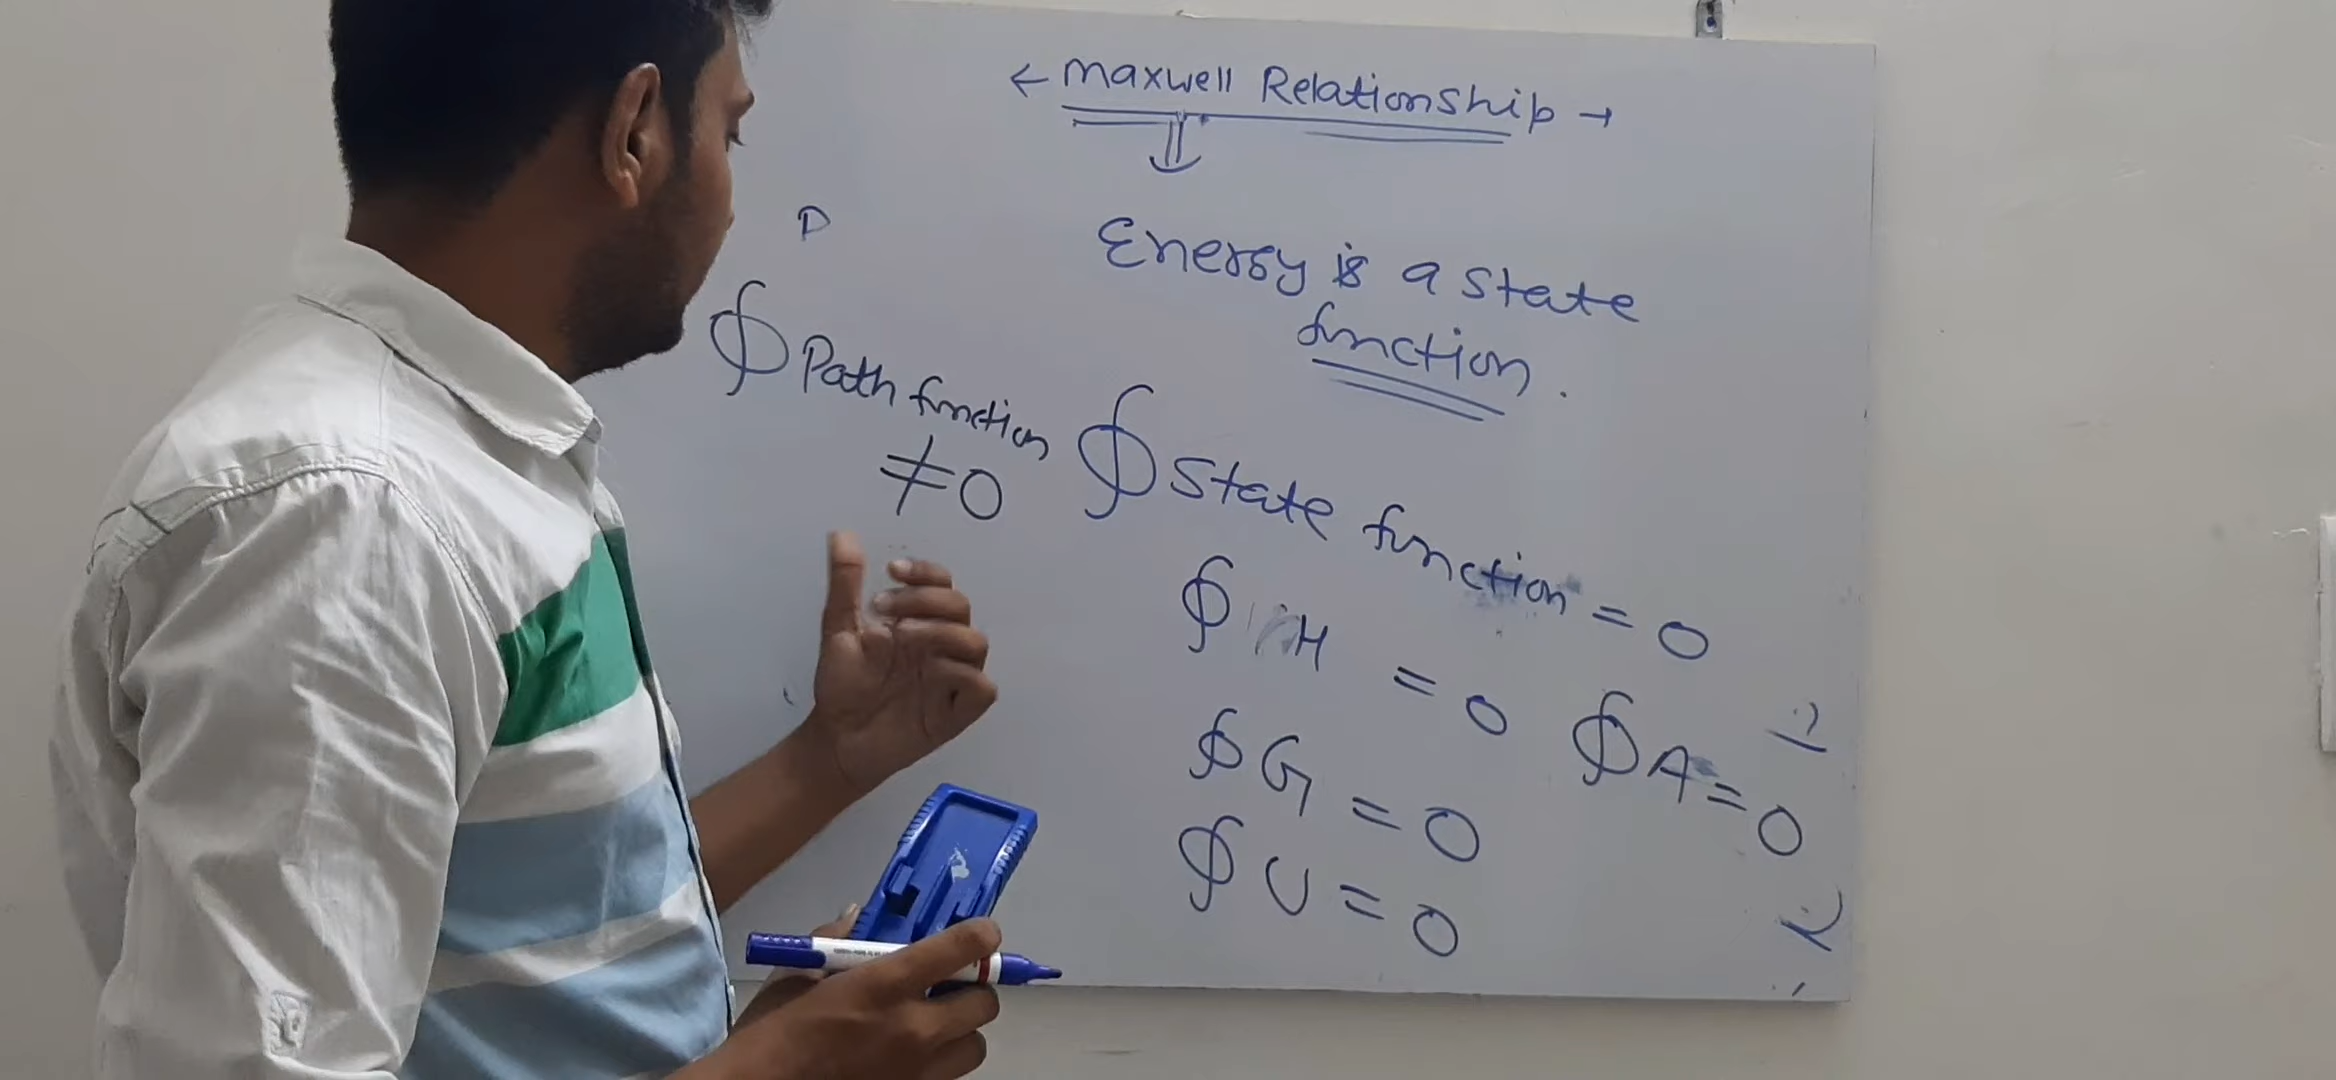 ← Maxwell Relationship →
Energy is a state
function.
P
∮ Path function
≠0
∮ State function = 0
∮ H = 0
∮ A = 0
∮ G = 0
∮ U = 0